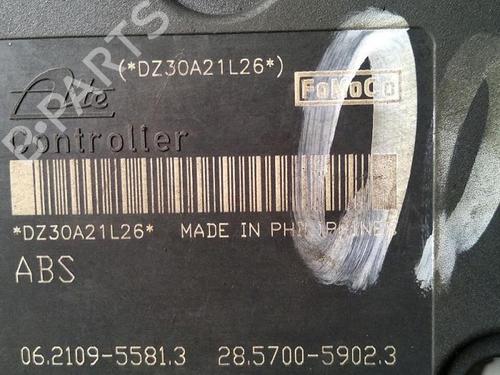 (*DZ30A21L26*)
Ate
FoMoCo
Controller
*DZ30A21L26* MADE IN PHILIPPINES
ABS
06.2109-5581.3 28.5700-5902.3
B-PARTS